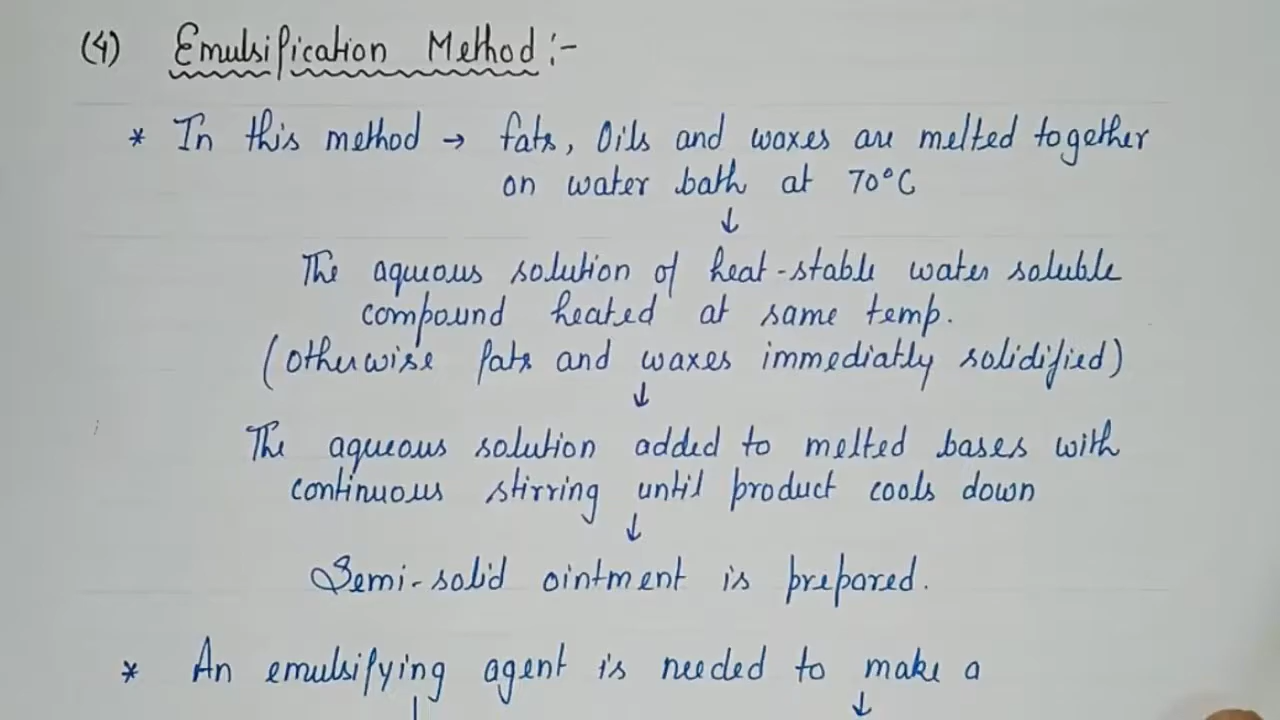 (4) Emulsification Method :-
* In this method → fats, Oils and waxes are melted together
on water bath at 70°C
↓
The aqueous solution of heat-stable water soluble
compound heated at same temp.
(otherwise fats and waxes immediatly solidified)
↓
The aqueous solution added to melted bases with
continuous stirring until product cools down
↓
Semi-solid ointment is prepared.
* An emulsifying agent is needed to make a
↓